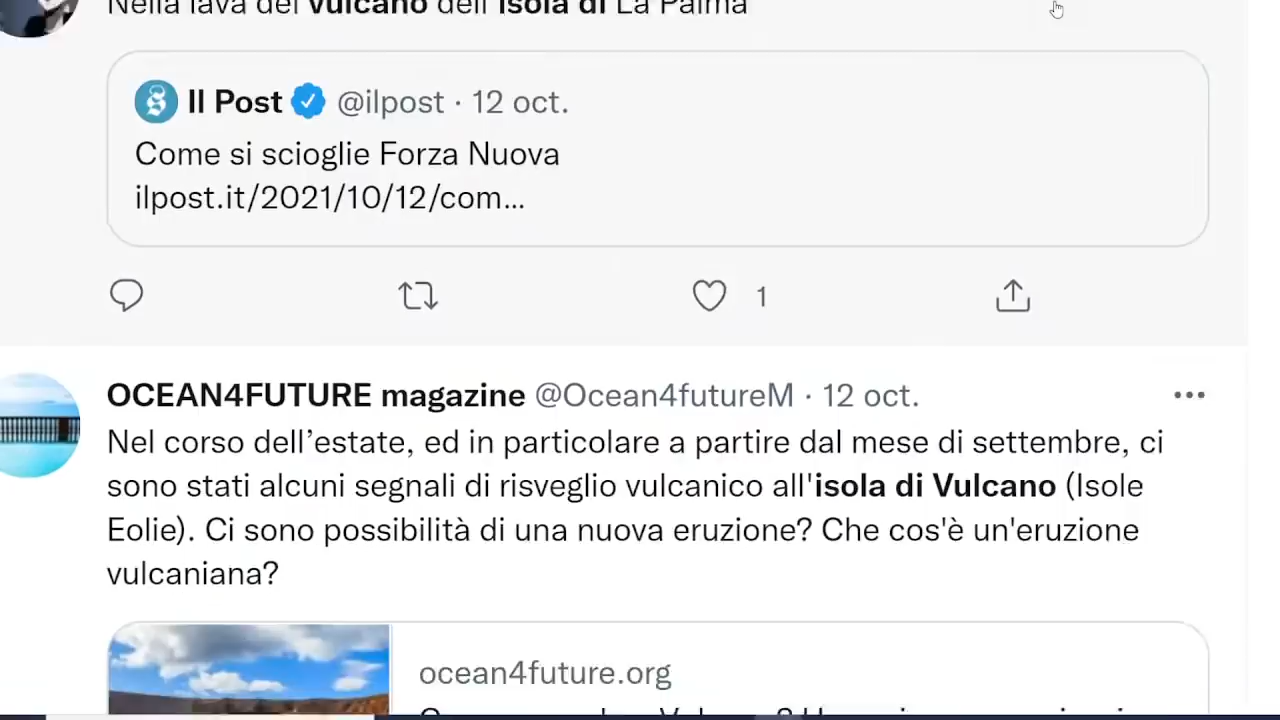 Nella lava del vulcano dell'isola di La Palma
Il Post @ilpost · 12 oct.
Come si scioglie Forza Nuova
ilpost.it/2021/10/12/com...
1
OCEAN4FUTURE magazine @Ocean4futureM · 12 oct.
Nel corso dell’estate, ed in particolare a partire dal mese di settembre, ci
sono stati alcuni segnali di risveglio vulcanico all'isola di Vulcano (Isole
Eolie). Ci sono possibilità di una nuova eruzione? Che cos'è un'eruzione
vulcaniana?
ocean4future.org